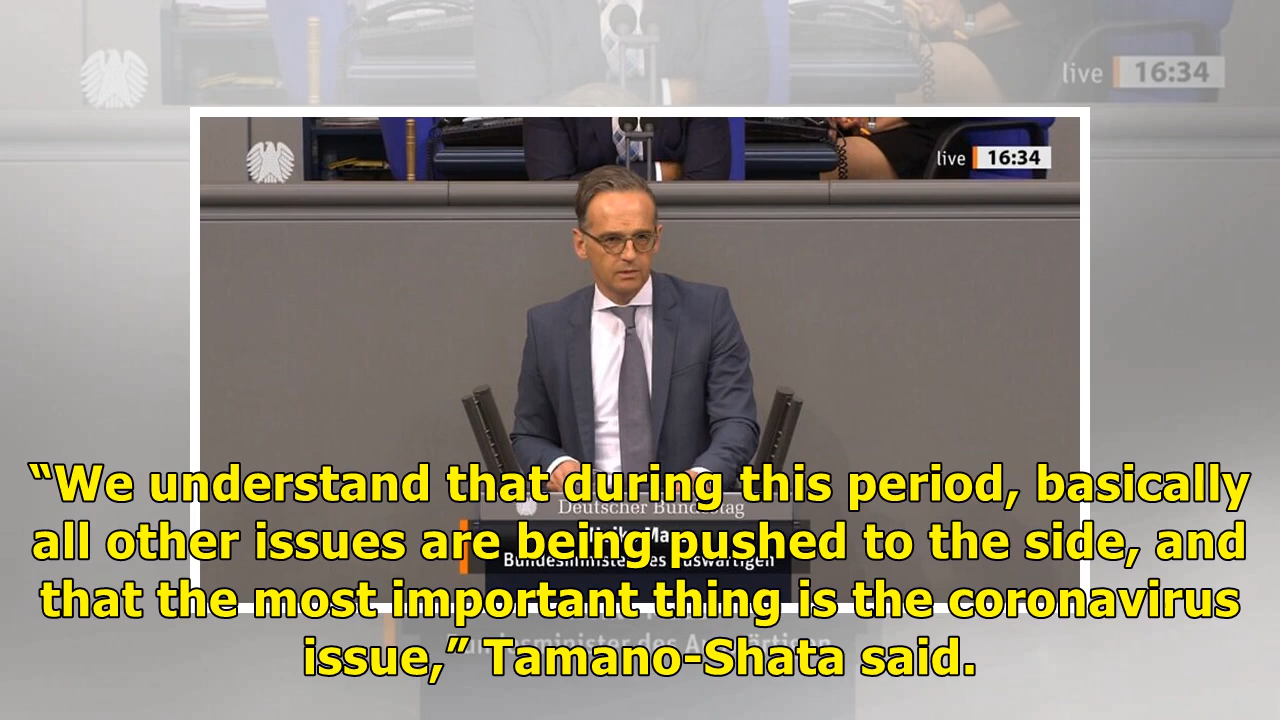 live 16:34
live 16:34
“We understand that during this period, basically
Deutscher Bundestag
all other issues are being pushed to the side, and
that the most important thing is the coronavirus
issue,” Tamano-Shata said.